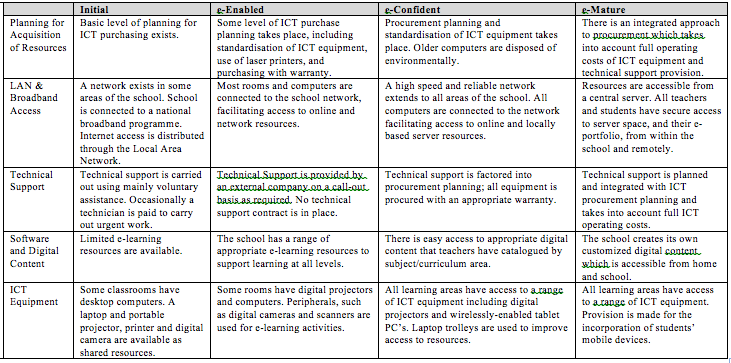 Initial
e-Enabled
e-Confident
e-Mature
Planning for
Acquisition
of Resources
Basic level of planning for
ICT purchasing exists.
Some level of ICT purchase
planning takes place, including
standardisation of ICT equipment,
use of laser printers, and
purchasing with warranty.
Procurement planning and
standardisation of ICT equipment takes
place. Older computers are disposed of
environmentally.
There is an integrated approach
to procurement which takes
into account full operating
costs of ICT equipment and
technical support provision.
LAN &
Broadband
Access
A network exists in some
areas of the school. School
is connected to a national
broadband programme.
Internet access is distributed
through the Local Area
Network.
Most rooms and computers are
connected to the school network,
facilitating access to online and
network resources.
A high speed and reliable network
extends to all areas of the school. All
computers are connected to the network
facilitating access to online and locally
based server resources.
Resources are accessible from
a central server. All teachers
and students have secure access
to server space, and their e-
portfolio, from within the
school and remotely.
Technical
Support
Technical support is carried
out using mainly voluntary
assistance. Occasionally a
technician is paid to carry
out urgent work.
Technical Support is provided by
an external company on a call-out
basis as required. No technical
support contract is in place.
Technical support is factored into
procurement planning; all equipment is
procured with an appropriate warranty.
Technical support is planned
and integrated with ICT
procurement planning and
takes into account full ICT
operating costs.
Software
and Digital
Content
Limited e-learning
resources are available.
The school has a range of
appropriate e-learning resources to
support learning at all levels.
There is easy access to appropriate digital
content that teachers have catalogued by
subject/curriculum area.
The school creates its own
customized digital content
which is accessible from home
and school.
ICT
Equipment
Some classrooms have
desktop computers. A
laptop and portable
projector, printer and digital
camera are available as
shared resources.
Some rooms have digital projectors
and computers. Peripherals, such
as digital cameras and scanners are
used for e-learning activities.
All learning areas have access to a range
of ICT equipment including digital
projectors and wirelessly-enabled tablet
PC's. Laptop trolleys are used to improve
access to resources.
All learning areas have access
to a range of ICT equipment.
Provision is made for the
incorporation of students'
mobile devices.